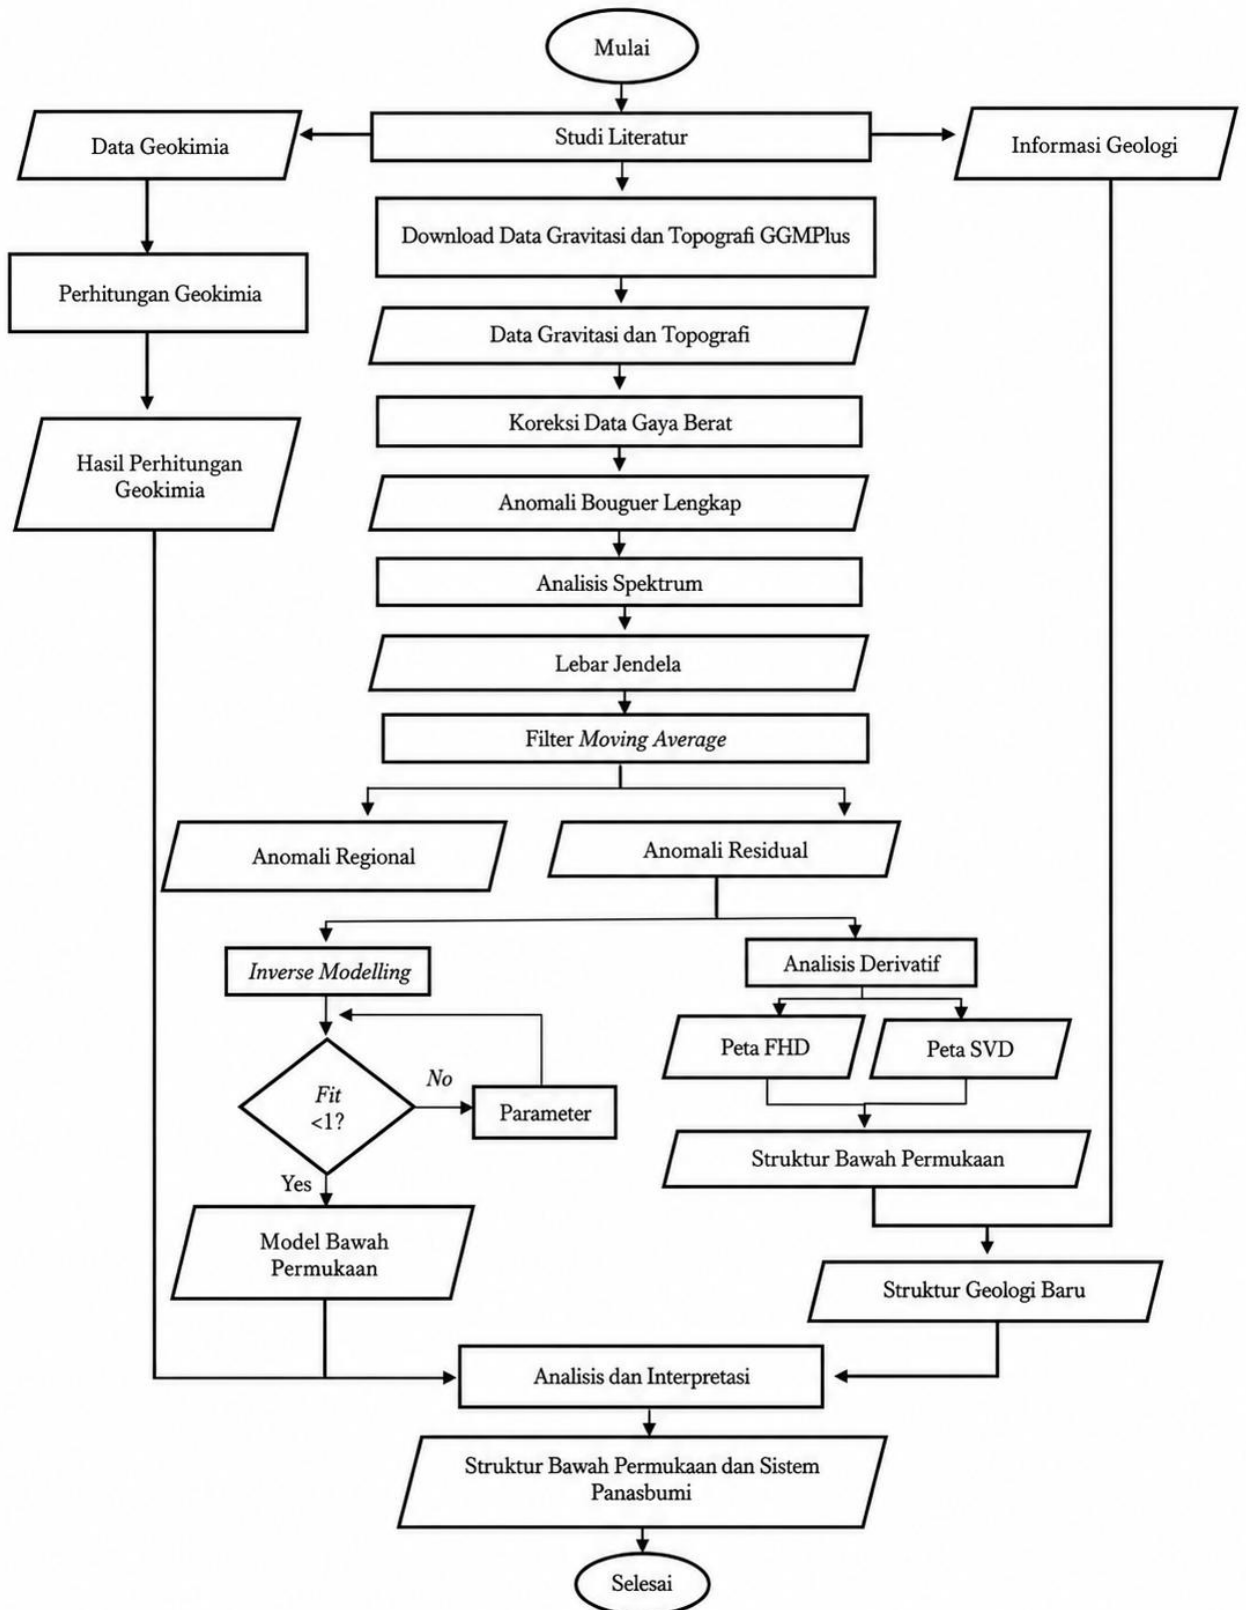 Mulai
Data Geokimia
Studi Literatur
Informasi Geologi
Download Data Gravitasi dan Topografi GGMPlus
Perhitungan Geokimia
Data Gravitasi dan Topografi
Koreksi Data Gaya Berat
Hasil Perhitungan
Geokimia
Anomali Bouguer Lengkap
Analisis Spektrum
Lebar Jendela
Filter Moving Average
Anomali Regional
Anomali Residual
Inverse Modelling
Analisis Derivatif
Peta FHD
Peta SVD
Fit
<1?
No
Parameter
Yes
Struktur Bawah Permukaan
Model Bawah
Permukaan
Struktur Geologi Baru
Analisis dan Interpretasi
Struktur Bawah Permukaan dan Sistem
Panasbumi
Selesai